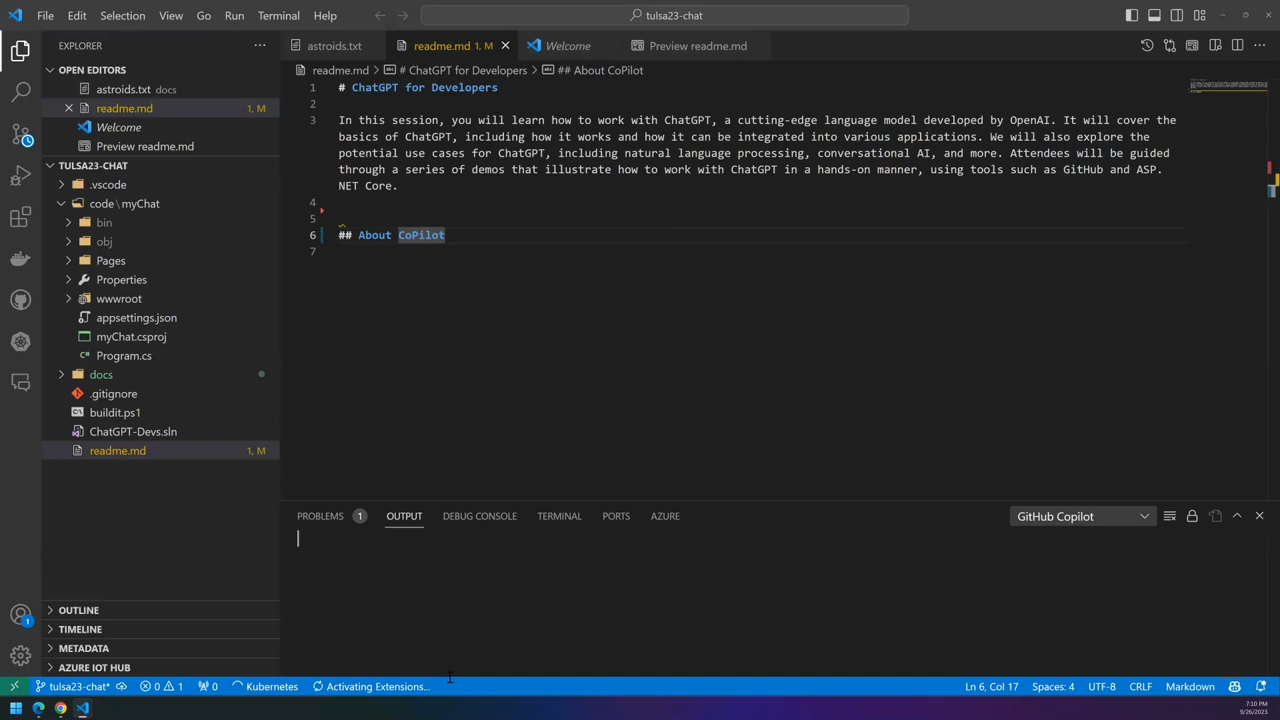 File Edit Selection View Go Run Terminal Help
tulsa23-chat
EXPLORER
OPEN EDITORS
astroids.txt docs
readme.md 1, M
Welcome
Preview readme.md
TULSA23-CHAT
.vscode
code \ myChat
bin
obj
Pages
Properties
wwwroot
appsettings.json
myChat.csproj
Program.cs
docs
.gitignore
buildit.ps1
ChatGPT-Devs.sln
readme.md 1, M
OUTLINE
TIMELINE
METADATA
AZURE IOT HUB
astroids.txt readme.md 1, M Welcome Preview readme.md
readme.md > # ChatGPT for Developers > ## About CoPilot
1 # ChatGPT for Developers
2
3 In this session, you will learn how to work with ChatGPT, a cutting-edge language model developed by OpenAI. It will cover the
basics of ChatGPT, including how it works and how it can be integrated into various applications. We will also explore the
potential use cases for ChatGPT, including natural language processing, conversational AI, and more. Attendees will be guided
through a series of demos that illustrate how to work with ChatGPT in a hands-on manner, using tools such as GitHub and ASP.
NET Core.
4
5
6 ## About CoPilot
7
PROBLEMS 1 OUTPUT DEBUG CONSOLE TERMINAL PORTS AZURE
GitHub Copilot
tulsa23-chat* 0 1 0 Kubernetes Activating Extensions...
Ln 6, Col 17 Spaces: 4 UTF-8 CRLF Markdown
7:10 PM
9/26/2023